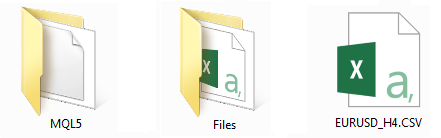 X
X
a,
MQL5
Files
EURUSD_H4.CSV